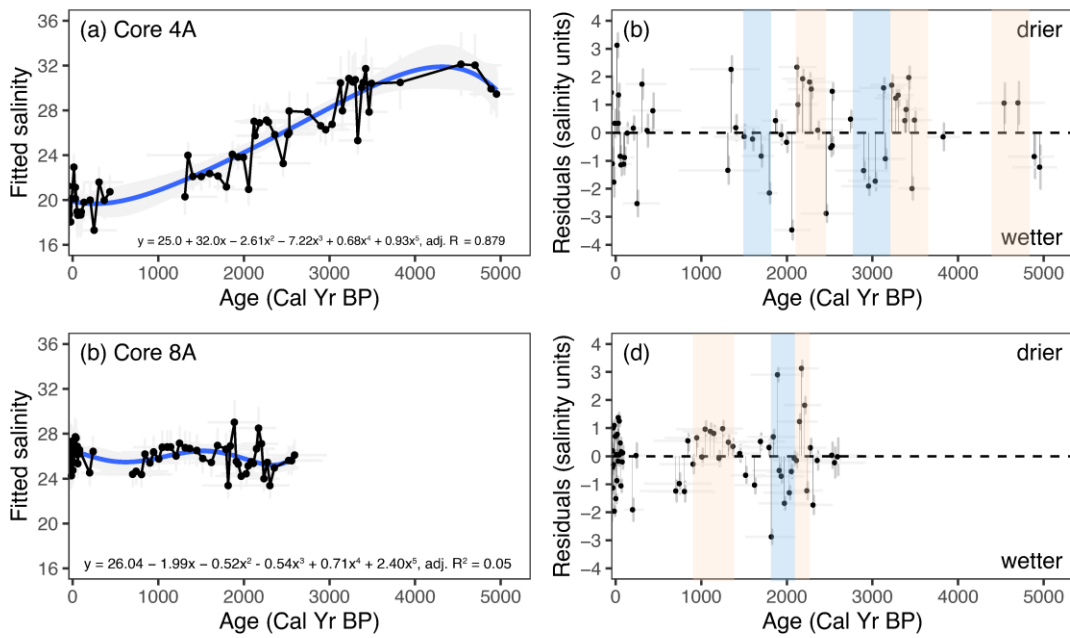 (a) Core 4A
Fitted salinity
36
32
28
24
20
16
y = 25.0 + 32.0x − 2.61x² − 7.22x³ + 0.68x⁴ + 0.93x⁵, adj. R = 0.879
0 1000 2000 3000 4000 5000
Age (Cal Yr BP)
(b)
drier
Residuals (salinity units)
4
3
2
1
0
−1
−2
−3
−4
wetter
0 1000 2000 3000 4000 5000
Age (Cal Yr BP)
(b) Core 8A
Fitted salinity
36
32
28
24
20
16
y = 26.04 − 1.99x − 0.52x² - 0.54x³ + 0.71x⁴ + 2.40x⁵, adj. R² = 0.05
0 1000 2000 3000 4000 5000
Age (Cal Yr BP)
(d)
drier
Residuals (salinity units)
4
3
2
1
0
−1
−2
−3
−4
wetter
0 1000 2000 3000 4000 5000
Age (Cal Yr BP)